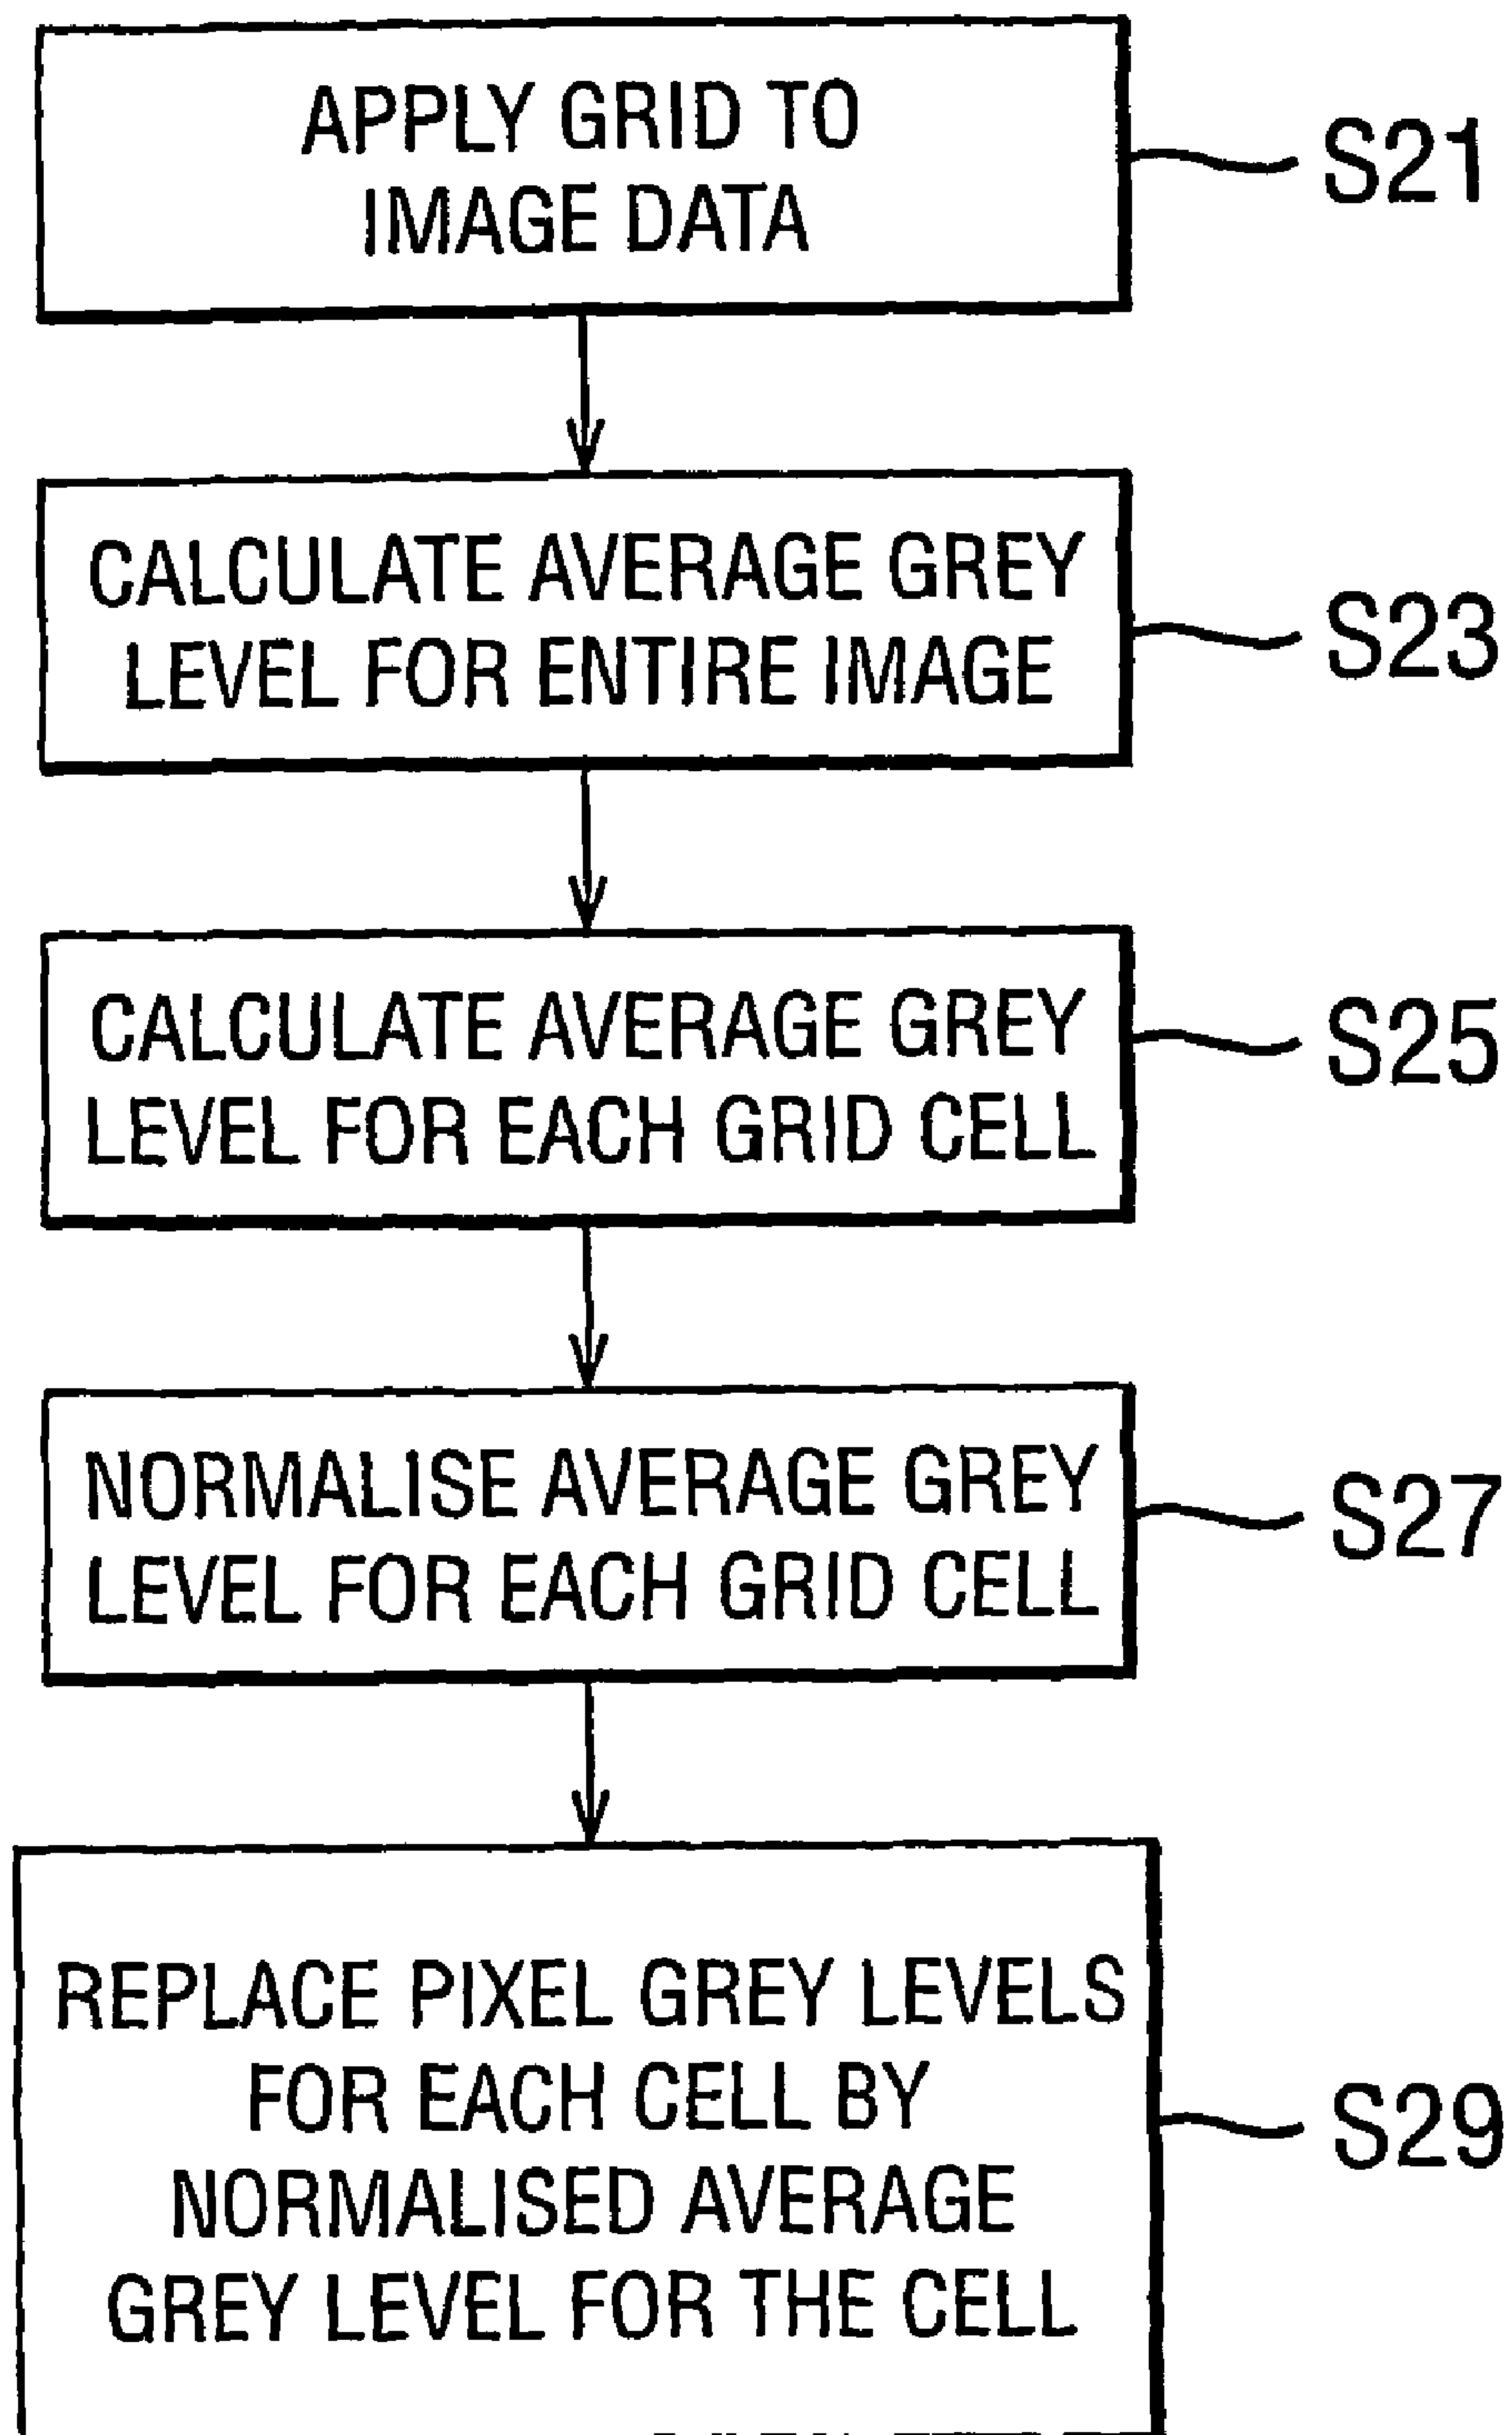 APPLY GRID TO
IMAGE DATA
S21
CALCULATE AVERAGE GREY
LEVEL FOR ENTIRE IMAGE
S23
CALCULATE AVERAGE GREY
LEVEL FOR EACH GRID CELL
S25
NORMALISE AVERAGE GREY
LEVEL FOR EACH GRID CELL
S27
REPLACE PIXEL GREY LEVELS
FOR EACH CELL BY
NORMALISED AVERAGE
GREY LEVEL FOR THE CELL
S29